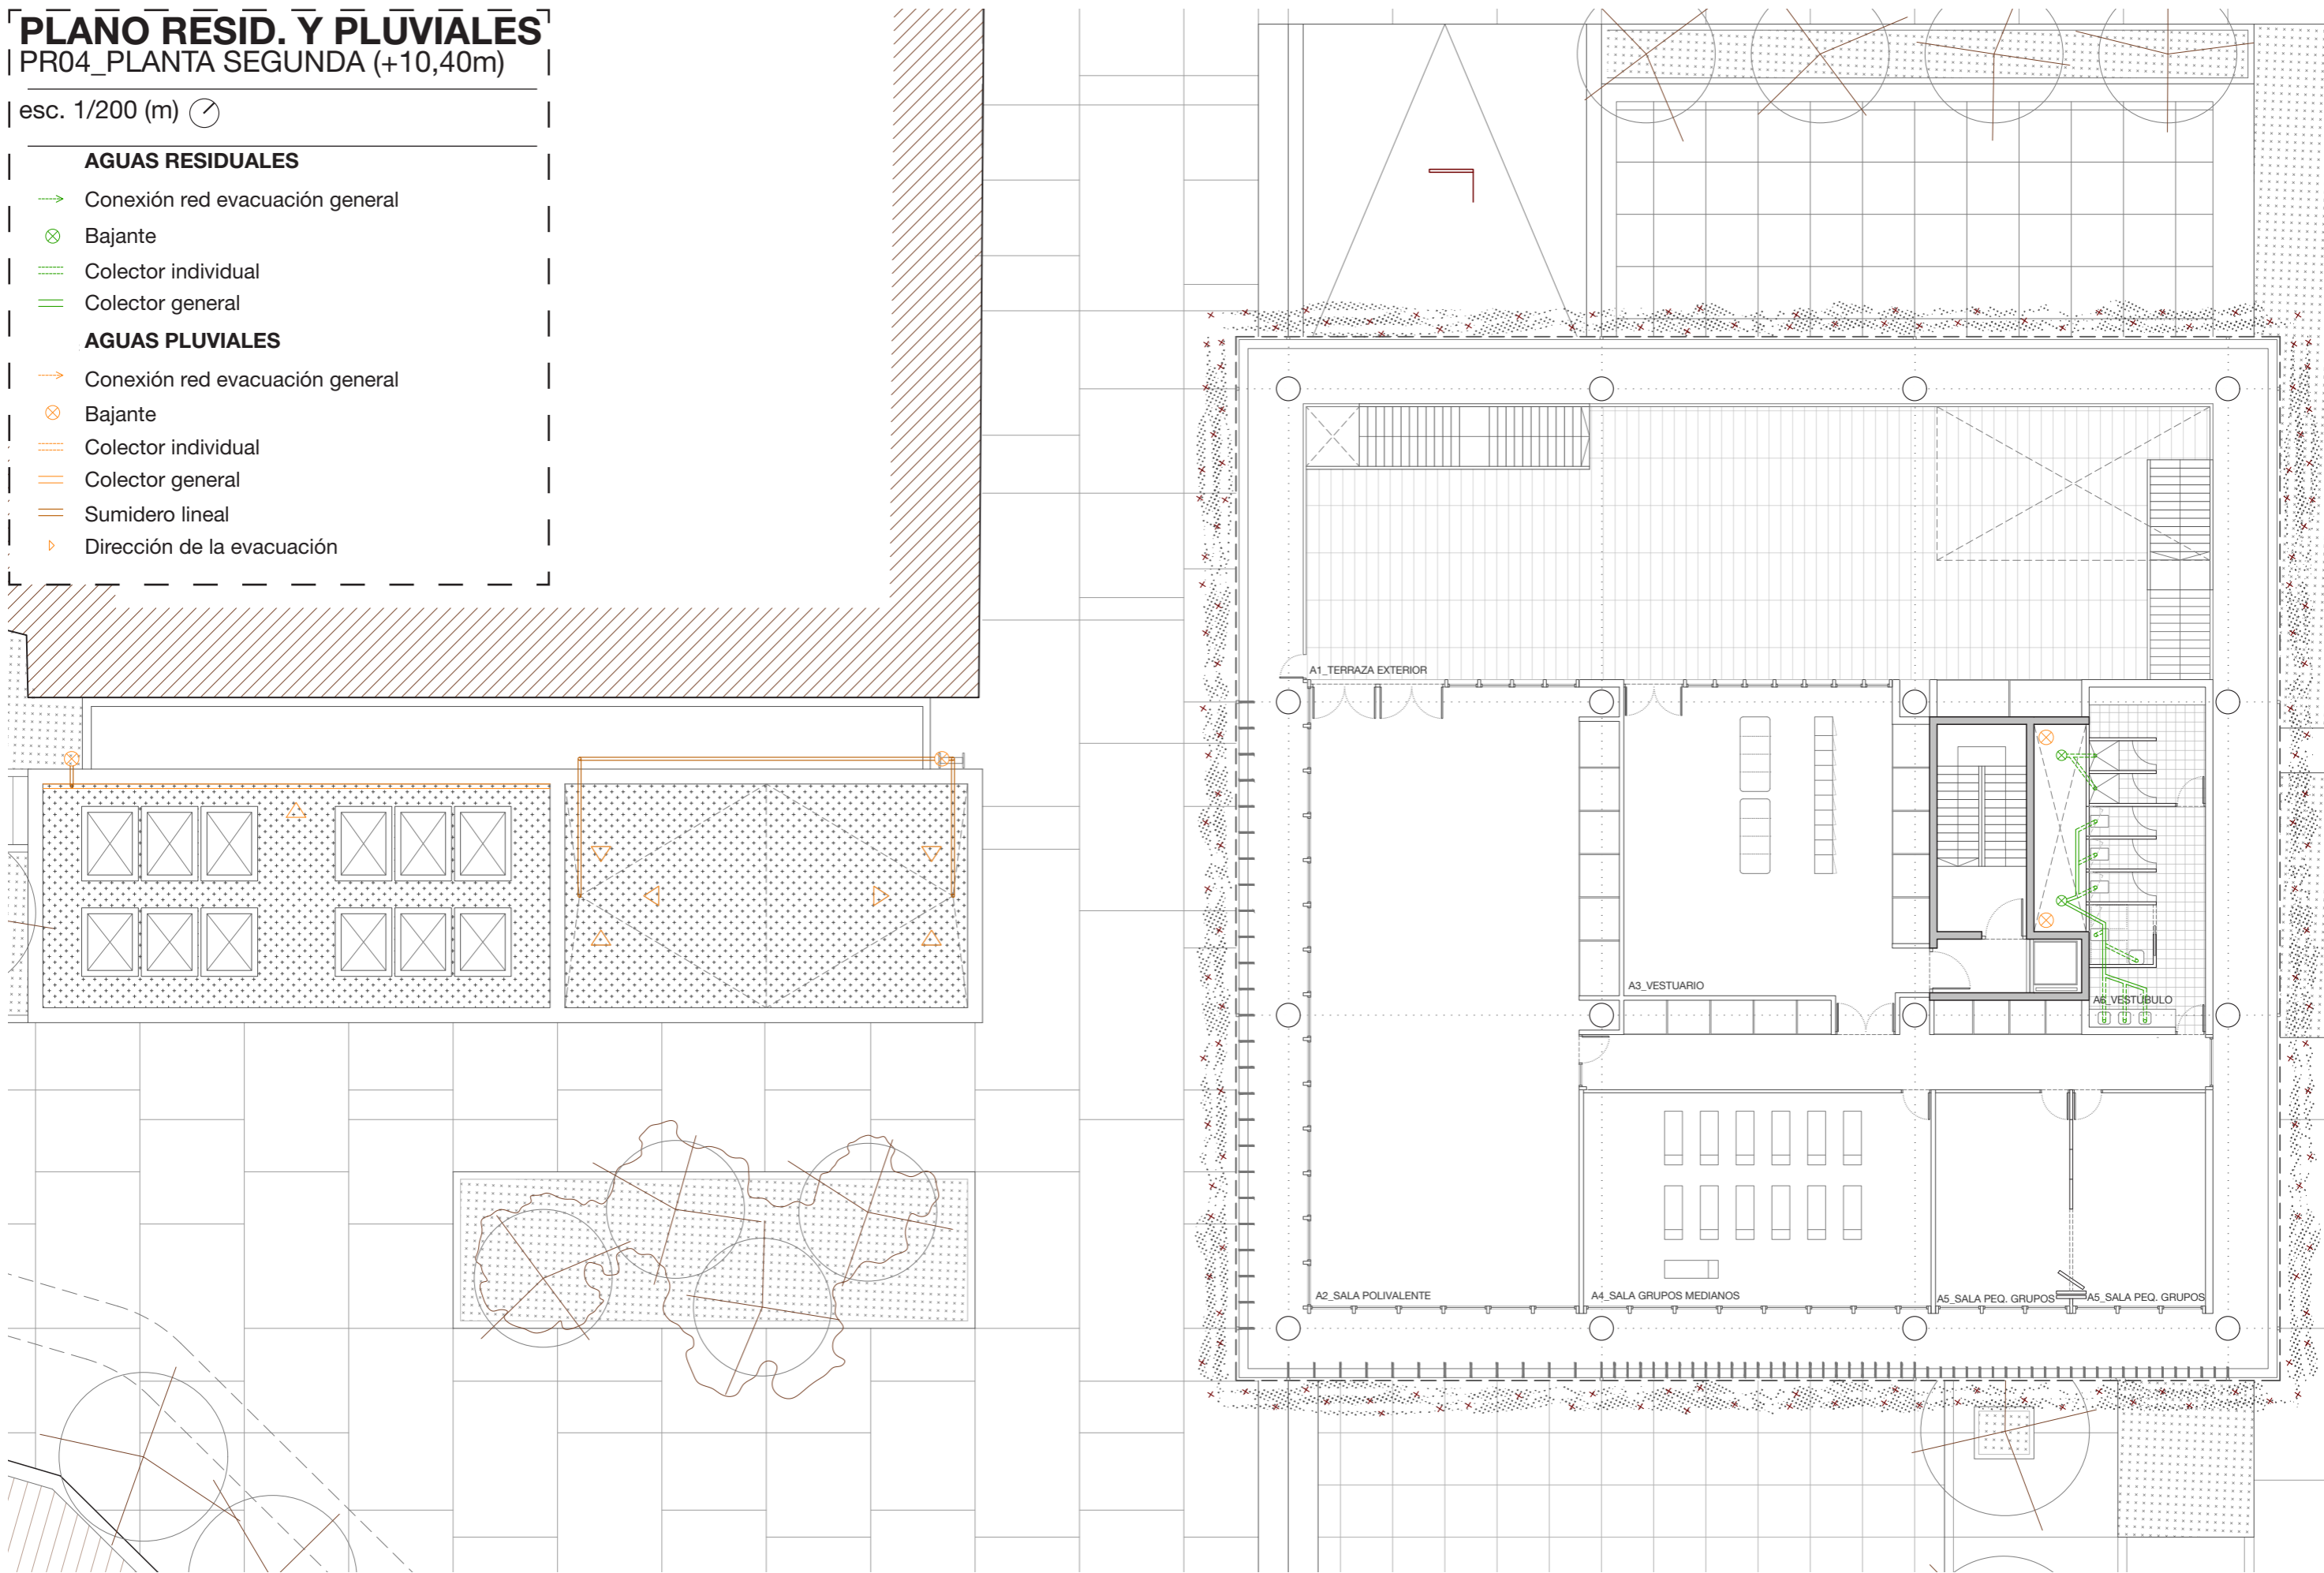 PLANO RESID. Y PLUVIALES
PR04_PLANTA SEGUNDA (+10,40m)
esc. 1/200 (m)
AGUAS RESIDUALES
Conexión red evacuación general
Bajante
Colector individual
Colector general
AGUAS PLUVIALES
Conexión red evacuación general
Bajante
Colector individual
Colector general
Sumidero lineal
Dirección de la evacuación
A1_TERRAZA EXTERIOR
A3_VESTUARIO
A6_VESTÚBULO
A2_SALA POLIVALENTE
A4_SALA GRUPOS MEDIANOS
A5_SALA PEQ. GRUPOS
A5_SALA PEQ. GRUPOS